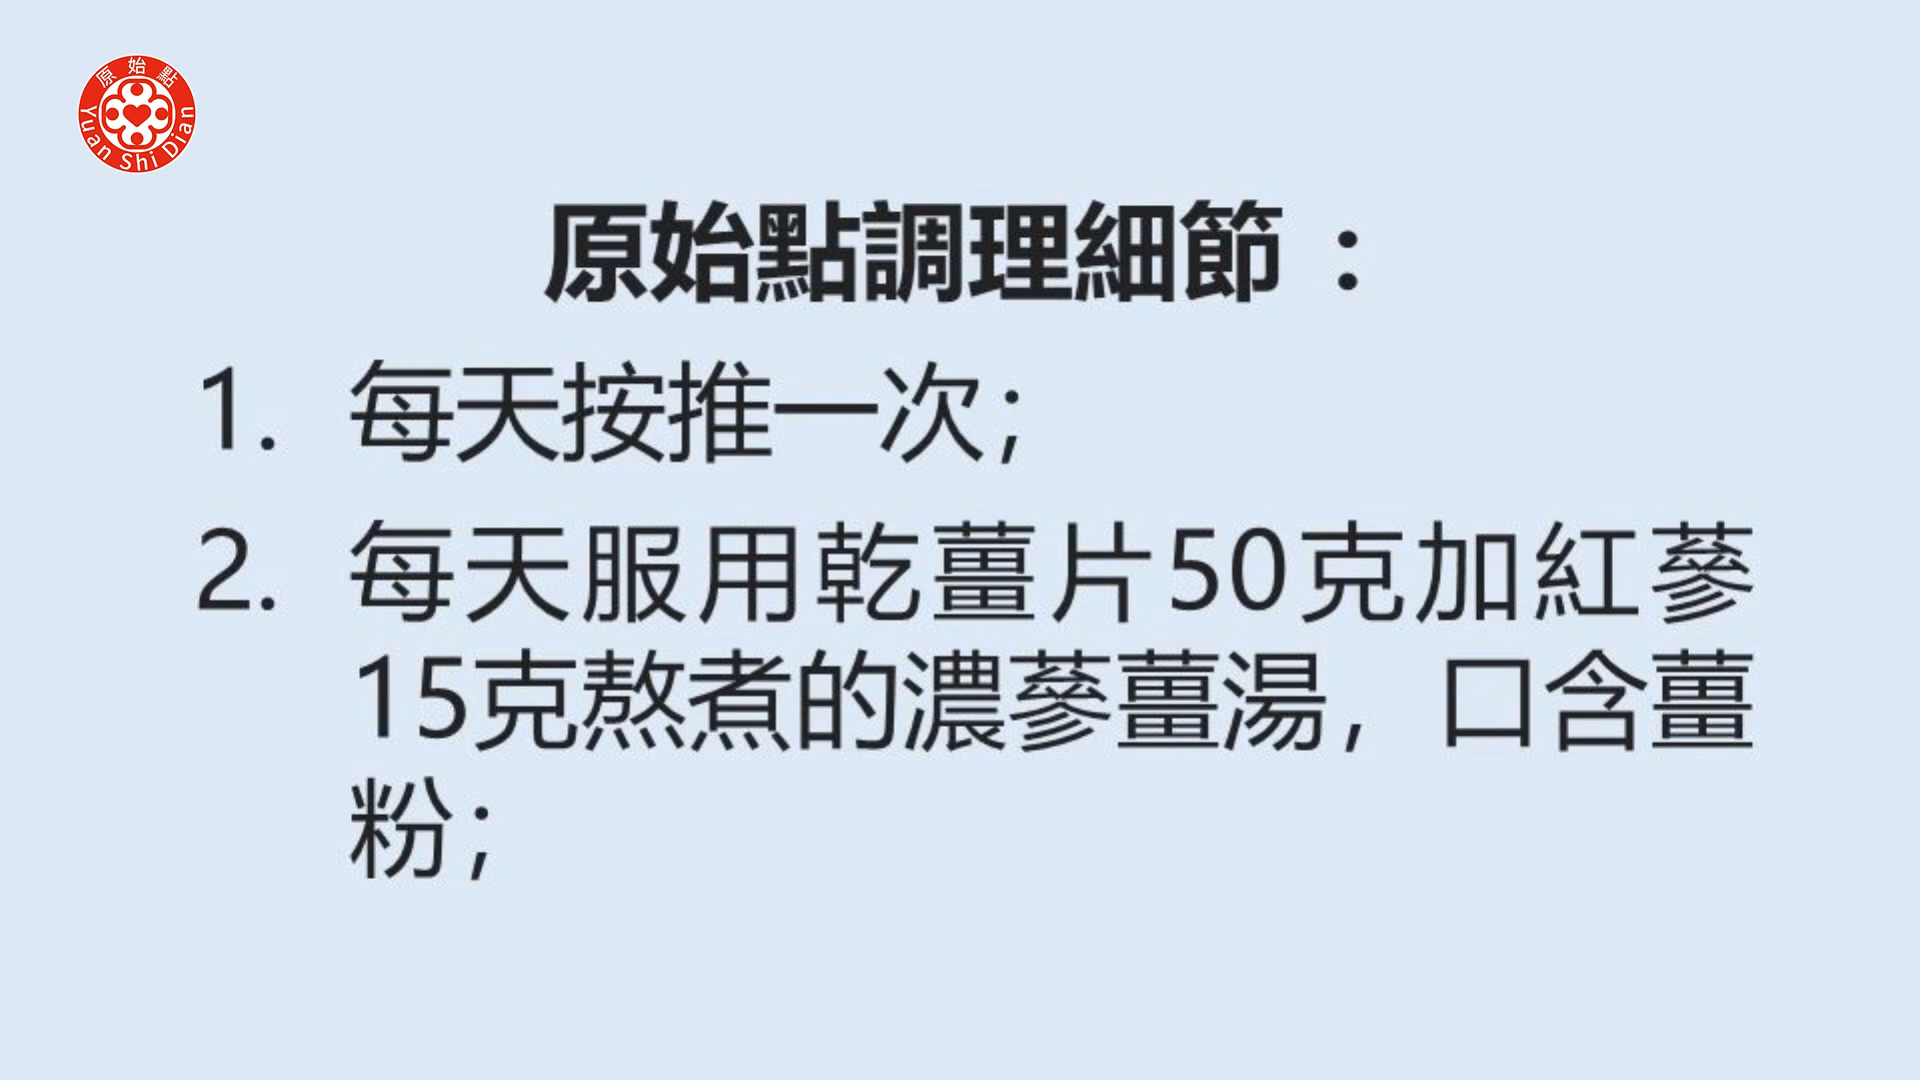 原始點
Yuan Shi Dian
原始點調理細節：
1. 每天按推一次；
2. 每天服用乾薑片50克加紅蔘
15克熬煮的濃蔘薑湯，口含薑
粉；